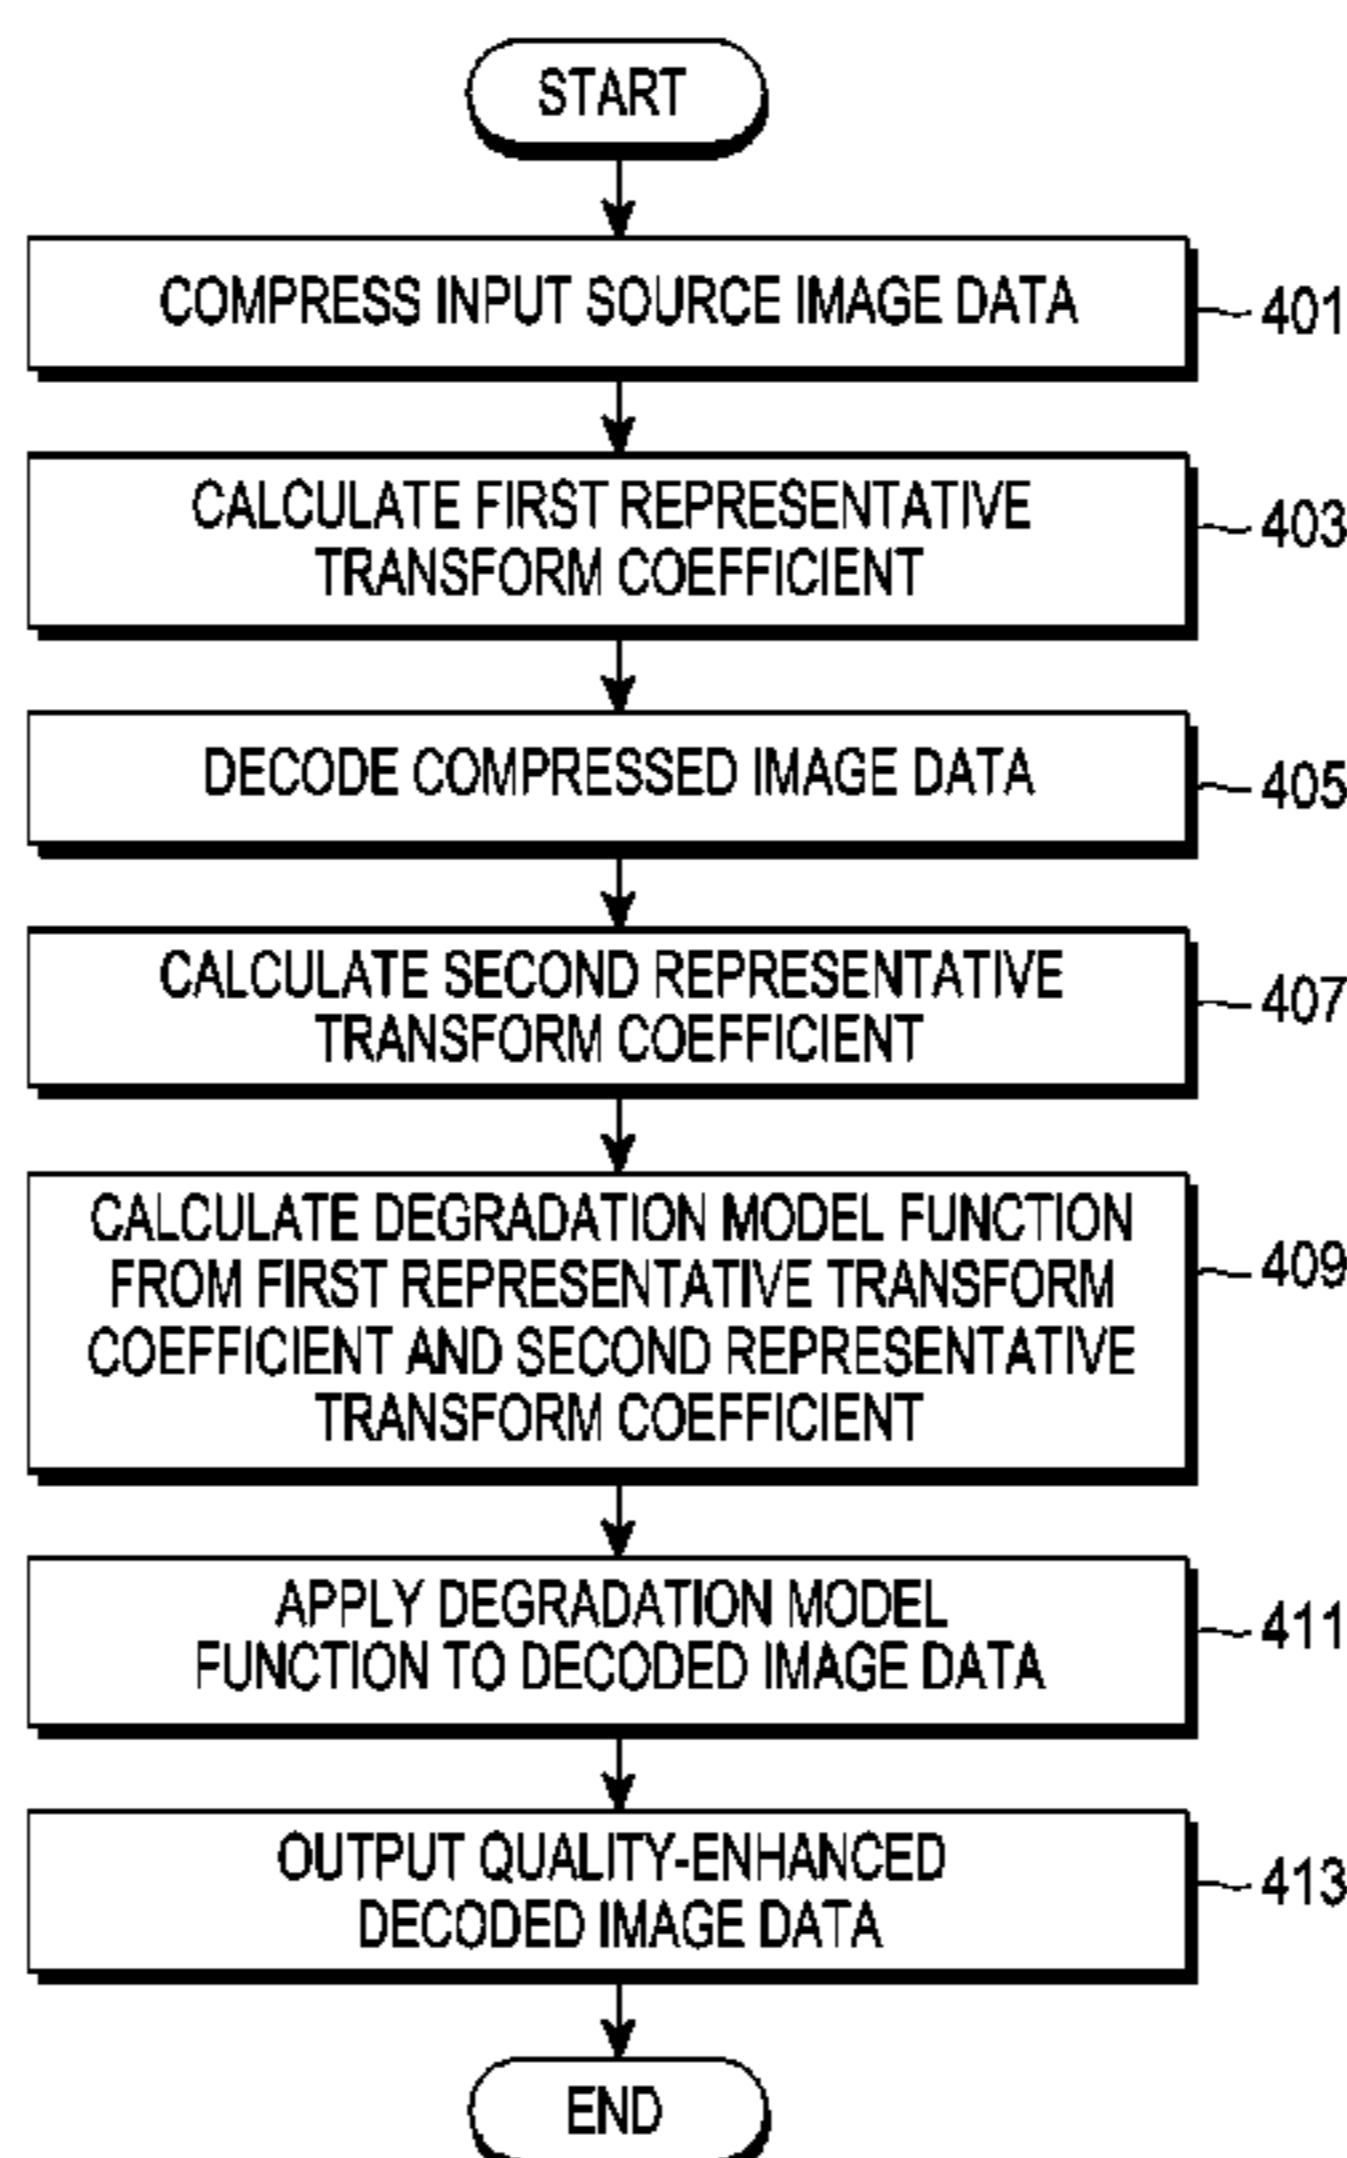 START
COMPRESS INPUT SOURCE IMAGE DATA
401
CALCULATE FIRST REPRESENTATIVE
TRANSFORM COEFFICIENT
403
DECODE COMPRESSED IMAGE DATA
405
CALCULATE SECOND REPRESENTATIVE
TRANSFORM COEFFICIENT
407
CALCULATE DEGRADATION MODEL FUNCTION
FROM FIRST REPRESENTATIVE TRANSFORM
COEFFICIENT AND SECOND REPRESENTATIVE
TRANSFORM COEFFICIENT
409
APPLY DEGRADATION MODEL
FUNCTION TO DECODED IMAGE DATA
411
OUTPUT QUALITY-ENHANCED
DECODED IMAGE DATA
413
END